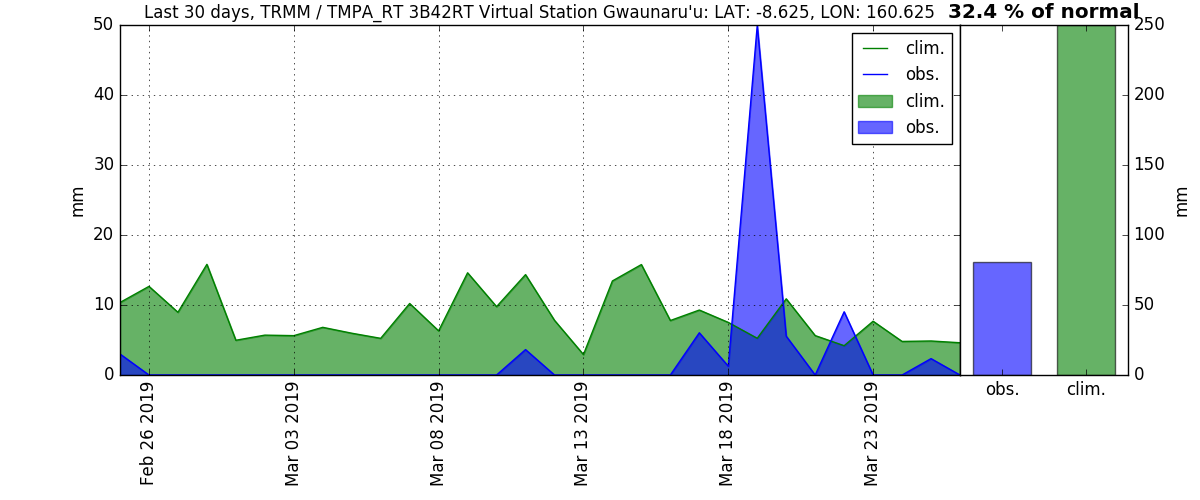 Last 30 days, TRMM / TMPA_RT 3B42RT Virtual Station Gwaunaru'u: LAT: -8.625, LON: 160.625
32.4 % of normal
50
40
30
20
10
0
mm
clim.
obs.
clim.
obs.
Feb 26 2019
Mar 03 2019
Mar 08 2019
Mar 13 2019
Mar 18 2019
Mar 23 2019
250
200
150
100
50
0
mm
obs.
clim.